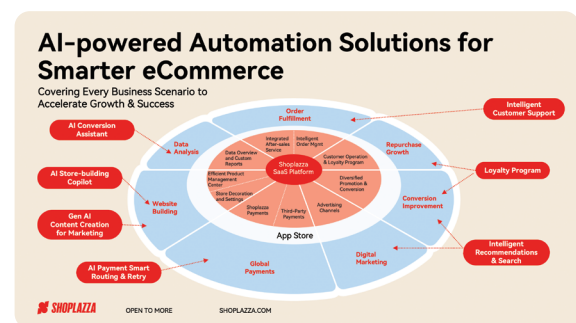 AI-powered Automation Solutions for
Smarter eCommerce
Covering Every Business Scenario to
Accelerate Growth & Success
Order
Fulfillment
Intelligent
Customer Support
AI Conversion
Assistant
Data
Analysis
Repurchase
Growth
Integrated
After-sales
Service
Intelligent
Order Mgmt
Data Overview
and Custom
Reports
Customer Operation
& Loyalty Program
Shoplazza
SaaS Platform
Loyalty Program
AI Store-building
Copilot
Efficient Product
Management
Center
Diversified
Promotion &
Conversion
Store Decoration
and Settings
Website
Building
Conversion
Improvement
Shoplazza
Payments
Third-Party
Payments
Advertising
Channels
Gen AI
Content Creation
for Marketing
App Store
Intelligent
Recommendations
& Search
Digital
Marketing
Global
Payments
AI Payment Smart
Routing & Retry
SHOPLAZZA
OPEN TO MORE
SHOPLAZZA.COM